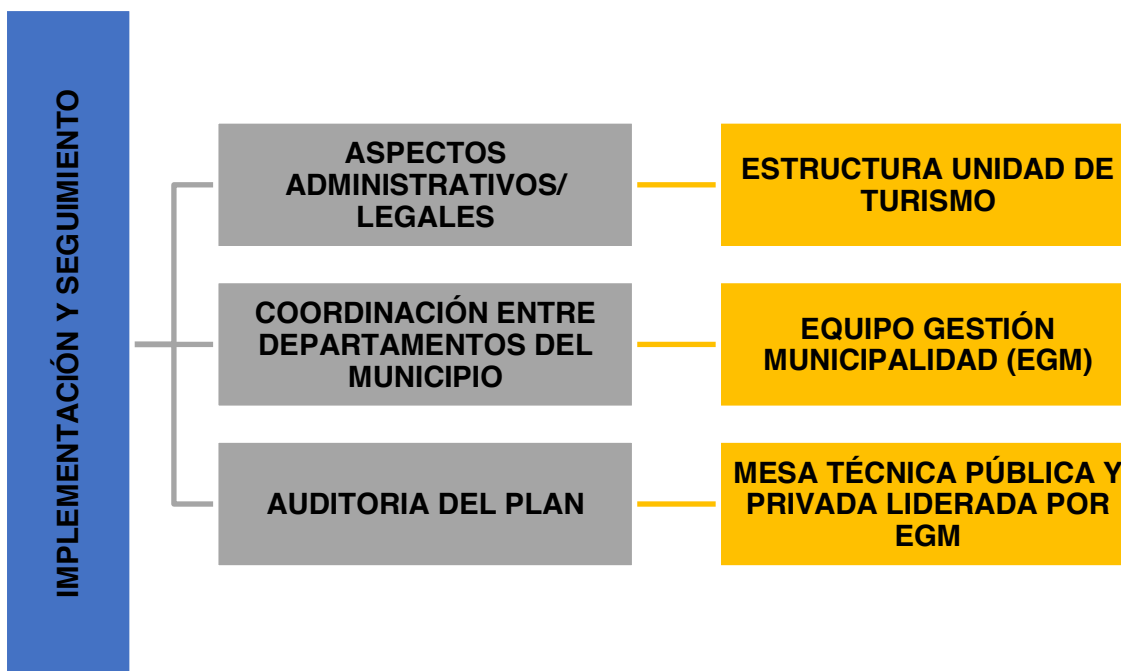 IMPLEMENTACIÓN Y SEGUIMIENTO
ASPECTOS
ADMINISTRATIVOS/
LEGALES
ESTRUCTURA UNIDAD DE
TURISMO
COORDINACIÓN ENTRE
DEPARTAMENTOS DEL
MUNICIPIO
EQUIPO GESTIÓN
MUNICIPALIDAD (EGM)
AUDITORIA DEL PLAN
MESA TÉCNICA PÚBLICA Y
PRIVADA LIDERADA POR
EGM